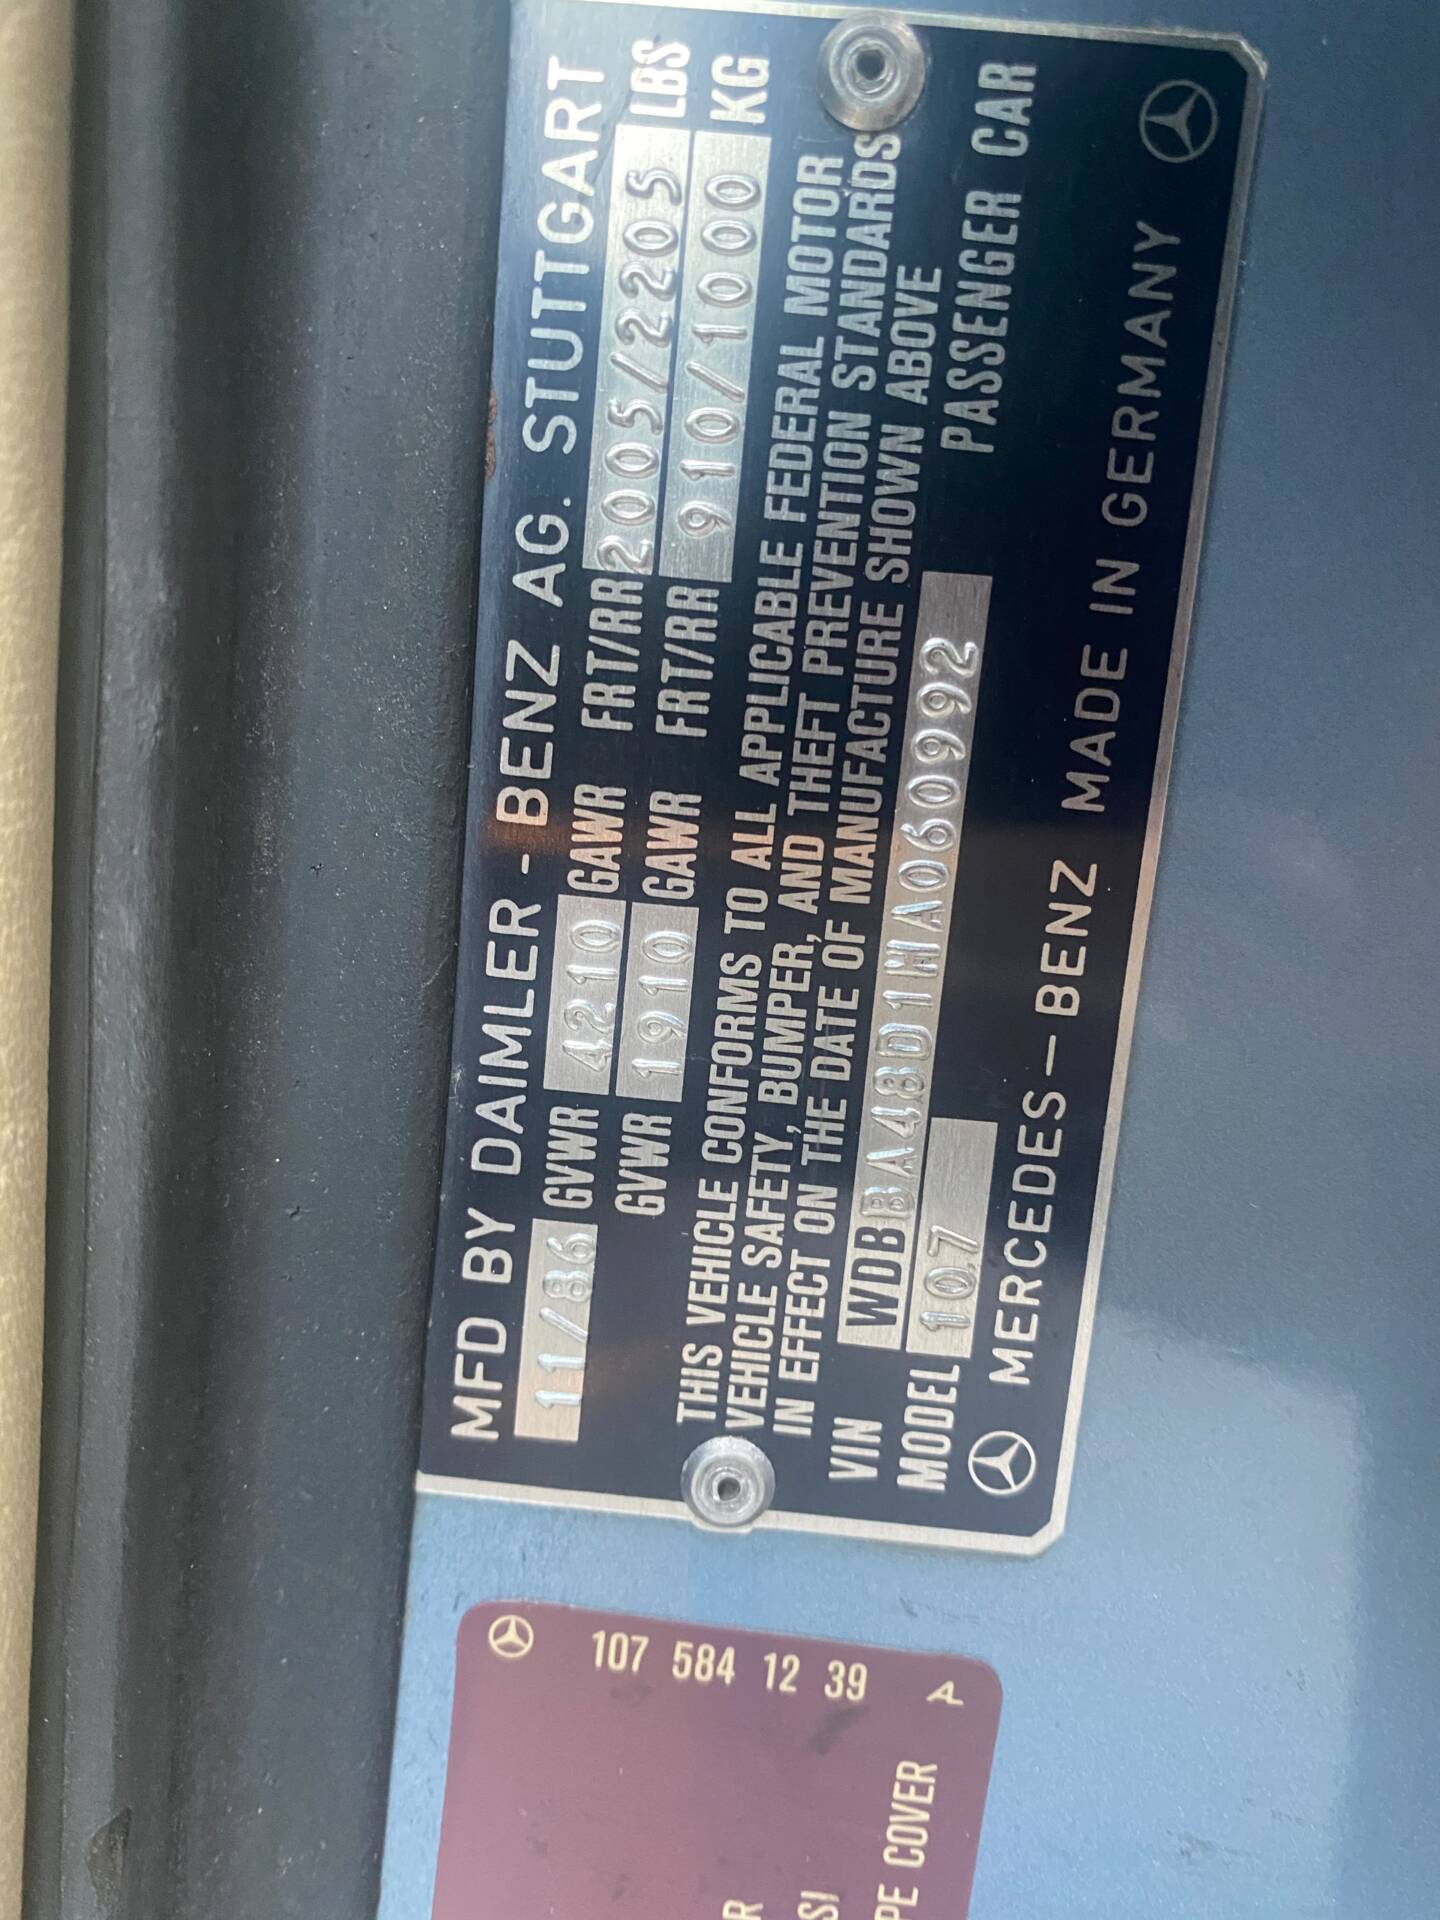 MFD BY DAIMLER - BENZ AG. STUTTGART
11/86 GVWR 4210 GAWR FRT/RR 2005/2205 LBS
GVWR 1910 GAWR FRT/RR 910/1000 KG
THIS VEHICLE CONFORMS TO ALL APPLICABLE FEDERAL MOTOR
VEHICLE SAFETY, BUMPER, AND THEFT PREVENTION STANDARDS
IN EFFECT ON THE DATE OF MANUFACTURE SHOWN ABOVE
VIN WDBBA48D1HA060992 PASSENGER CAR
MODEL 107
MERCEDES-BENZ MADE IN GERMANY
107 584 12 39
COVER